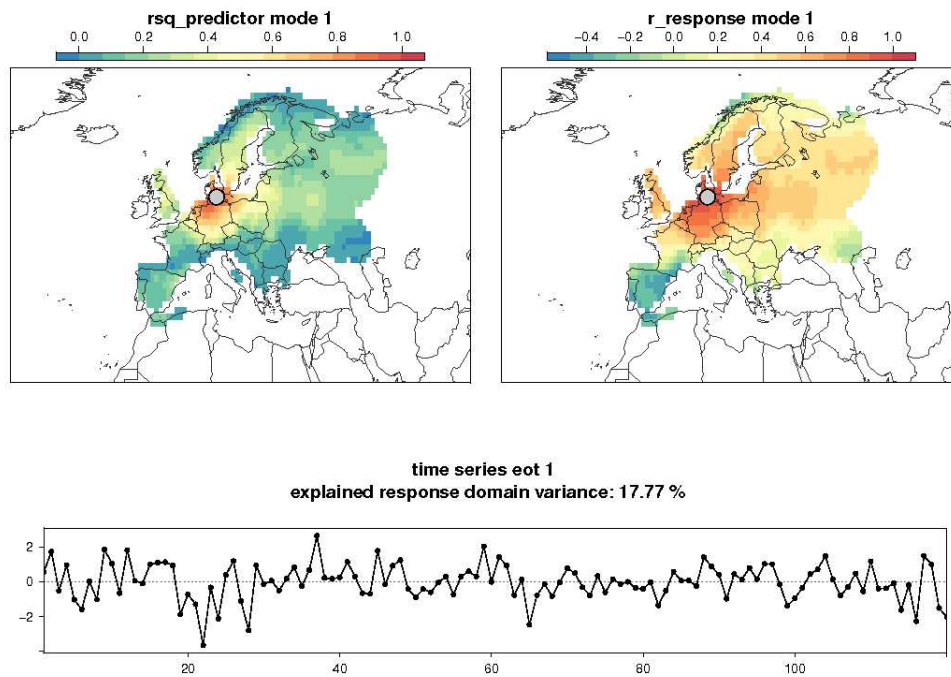 rsq_predictor mode 1
0.0 0.2 0.4 0.6 0.8 1.0
r_response mode 1
−0.4 −0.2 0.0 0.2 0.4 0.6 0.8 1.0
time series eot 1
explained response domain variance: 17.77 %
2
0
−2
20 40 60 80 100